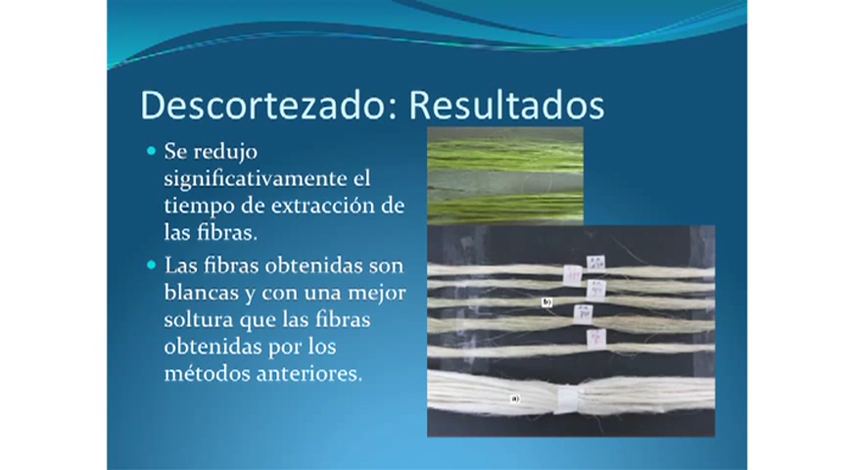 Descortezado: Resultados
• Se redujo
significativamente el
tiempo de extracción de
las fibras.
• Las fibras obtenidas son
blancas y con una mejor
soltura que las fibras
obtenidas por los
métodos anteriores.
b)
a)